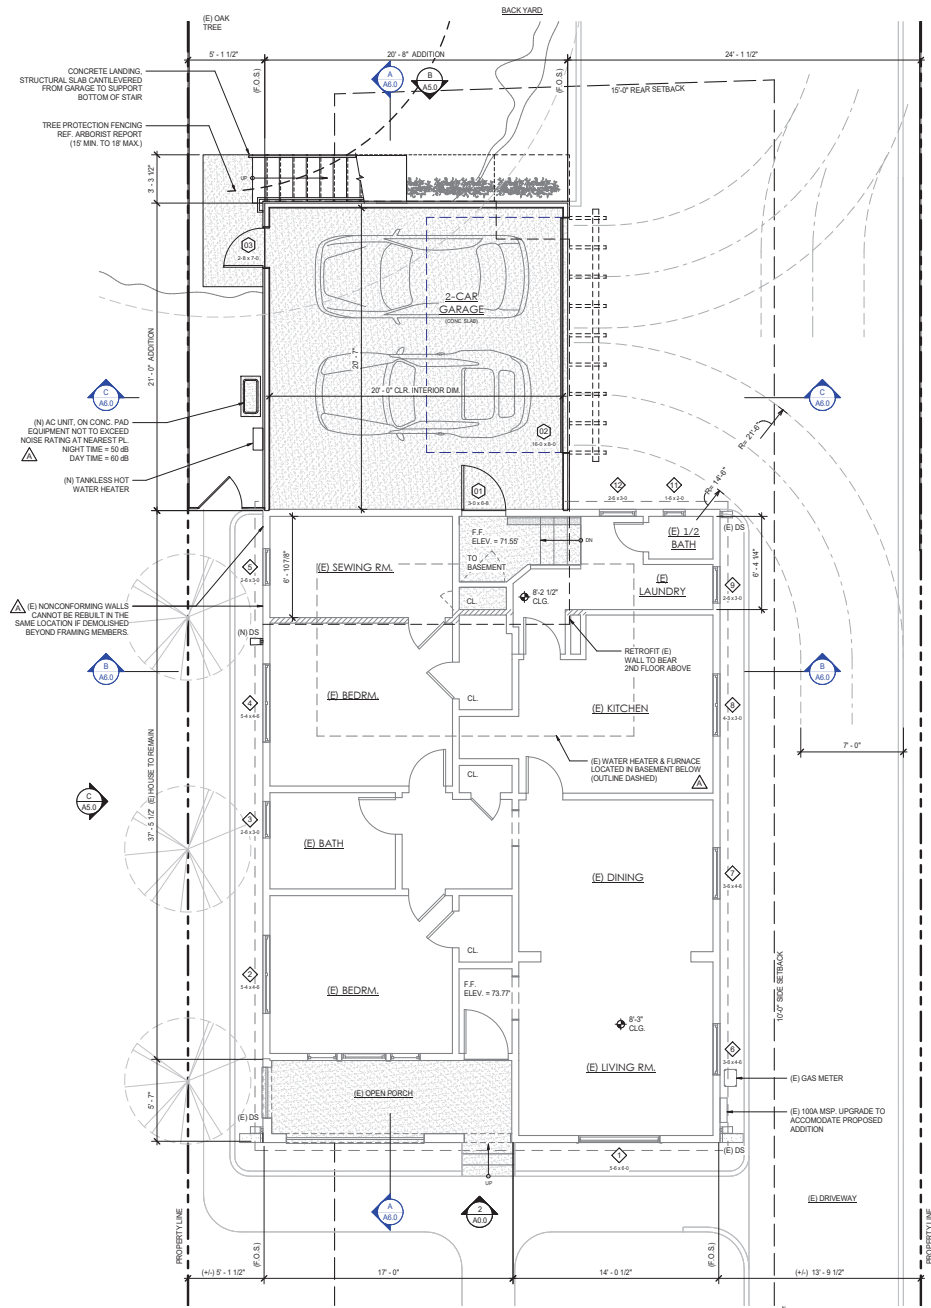 BACK YARD
(E) OAK
TREE
5' - 1 1/2"
20' - 8" ADDITION
24' - 1 1/2"
(F.O.S.)
(F.O.S.)
A
A6.0
B
A5.0
CONCRETE LANDING,
STRUCTURAL SLAB CANTILEVERED
FROM GARAGE TO SUPPORT
BOTTOM OF STAIR
15'-0" REAR SETBACK
TREE PROTECTION FENCING
REF. ARBORIST REPORT
(15' MIN. TO 18' MAX.)
3' - 3 1/2"
UP
03
2-8 x 7-0
2-CAR
GARAGE
(CONC. SLAB)
21' - 0" ADDITION
20' - 7"
20' - 0" CLR. INTERIOR DIM.
C
A6.0
C
A6.0
(N) AC UNIT, ON CONC. PAD
EQUIPMENT NOT TO EXCEED
NOISE RATING AT NEAREST PL.
NIGHT TIME = 50 dB
DAY TIME = 60 dB
A
02
16-0 x 8-0
R= 21'-6"
R= 14'-6"
(N) TANKLESS HOT
WATER HEATER
01
3-0 x 6-8
12
2-6 x 3-0
11
1-6 x 2-0
(E) DS
F.F.
ELEV. = 71.55'
TO
BASEMENT
DN
(E) 1/2
BATH
6' - 10 7/8"
(E) SEWING RM.
6' - 4 1/4"
5
2-6 x 3-0
(E)
LAUNDRY
9
2-6 x 3-0
8'-2 1/2"
CLG.
CL.
A
(E) NONCONFORMING WALLS
CANNOT BE REBUILT IN THE
SAME LOCATION IF DEMOLISHED
BEYOND FRAMING MEMBERS.
(N) DS
RETROFIT (E)
WALL TO BEAR
2ND FLOOR ABOVE
B
A6.0
B
A6.0
(E) BEDRM.
CL.
(E) KITCHEN
4
5-4 x 4-6
8
4-3 x 3-0
7' - 0"
(E) WATER HEATER & FURNACE
LOCATED IN BASEMENT BELOW
(OUTLINE DASHED)
A
CL.
C
A5.0
37' - 5 1/2" (E) HOUSE TO REMAIN
3
2-6 x 3-0
(E) BATH
(E) DINING
7
3-6 x 4-6
CL.
2
5-4 x 4-6
(E) BEDRM.
F.F.
ELEV. = 73.77'
10'-0" SIDE SETBACK
8'-3"
CLG.
6
3-6 x 4-6
(E) LIVING RM.
(E) GAS METER
(E) OPEN PORCH
5' - 7"
(E) DS
(E) 100A MSP. UPGRADE TO
ACCOMODATE PROPOSED
ADDITION
(E) DS
1
5-6 x 6-0
UP
(E) DRIVEWAY
A
A6.0
2
A0.0
PROPERTY LINE
(F.O.S.)
(F.O.S.)
PROPERTY LINE
(+/-) 5' - 1 1/2"
17' - 0"
14' - 0 1/2"
(+/-) 13' - 9 1/2"